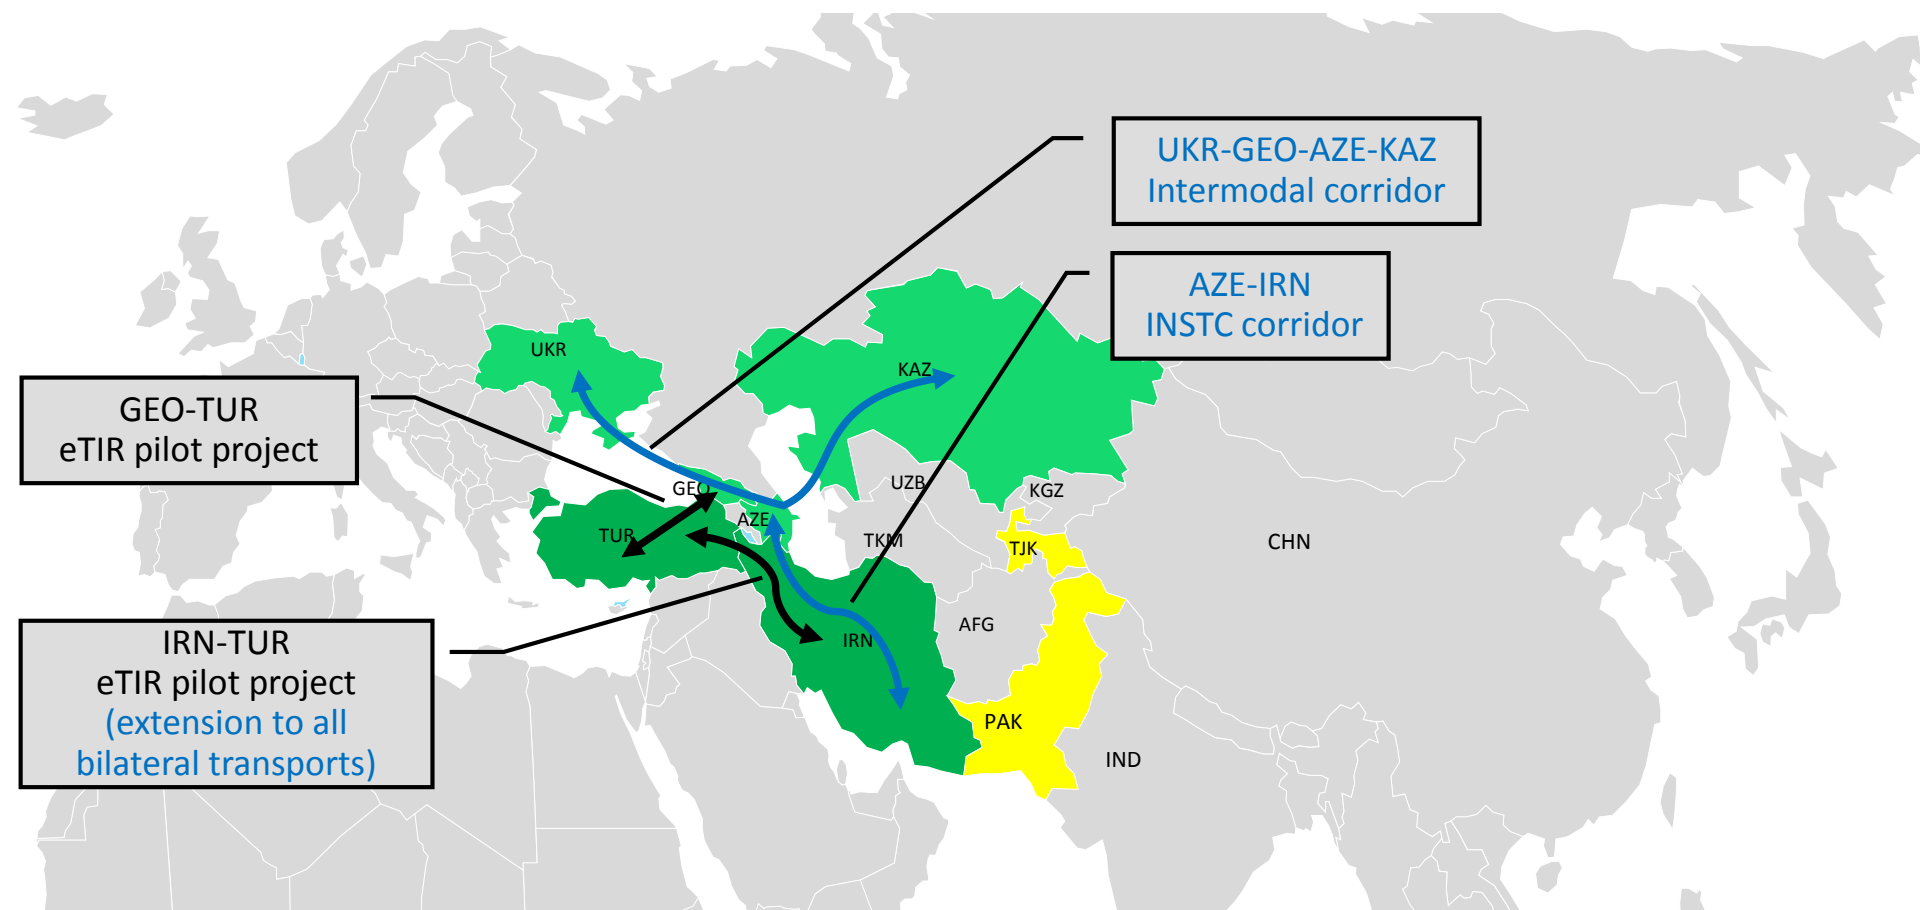 UKR-GEO-AZE-KAZ
Intermodal corridor
AZE-IRN
INSTC corridor
UKR
KAZ
GEO-TUR
eTIR pilot project
GEO
UZB
KGZ
AZE
TUR
TKM
TJK
CHN
IRN
AFG
IRN-TUR
eTIR pilot project
(extension to all
bilateral transports)
PAK
IND